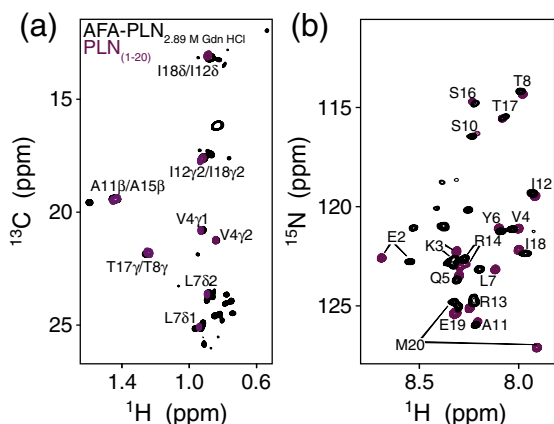 (a)
AFA-PLN2.89 M Gdn HCl
PLN(1-20)
I18δ/I12δ
I12γ2/I18γ2
A11β/A15β
V4γ1
V4γ2
T17γ/T8γ
L7δ2
L7δ1
15
20
25
13C (ppm)
1.4
0.9
0.6
1H (ppm)
(b)
T8
S16
T17
S10
I12
Y6
V4
E2
K3
R14
I18
Q5
L7
R13
E19
A11
M20
115
120
125
15N (ppm)
8.5
8.0
1H (ppm)